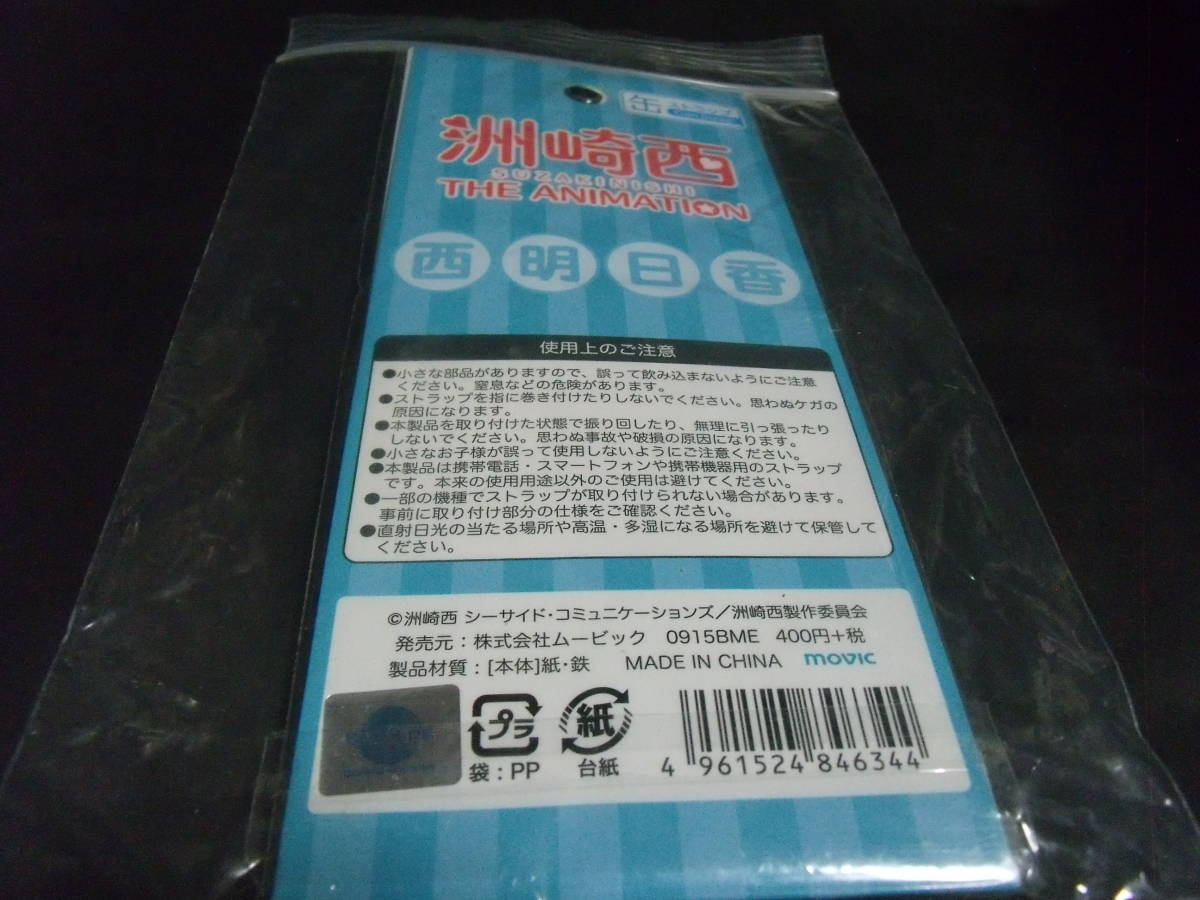 缶ストラップ
洲崎西
SUZAKINISHI
THE ANIMATION
西明日香
使用上のご注意
●小さな部品がありますので、誤って飲み込まないようにご注意
ください。窒息などの危険があります。
●ストラップを指に巻き付けたりしないでください。思わぬケガの
原因になります。
●本製品を取り付けた状態で振り回したり、無理に引っ張ったり
しないでください。思わぬ事故や破損の原因になります。
●小さなお子様が誤って使用しないようにご注意ください。
●本製品は携帯電話・スマートフォンや携帯機器用のストラップ
です。本来の使用用途以外のご使用は避けてください。
●一部の機種でストラップが取り付けられない場合があります。
事前に取り付け部分の仕様をご確認ください。
●直射日光の当たる場所や高温・多湿になる場所を避けて保管して
ください。
©洲崎西 シーサイド・コミュニケーションズ/洲崎西製作委員会
発売元:株式会社ムービック 0915BME 400円+税
製品材質:[本体]紙・鉄 MADE IN CHINA movic
プラ
袋:PP
紙
台紙
4 961524 846344